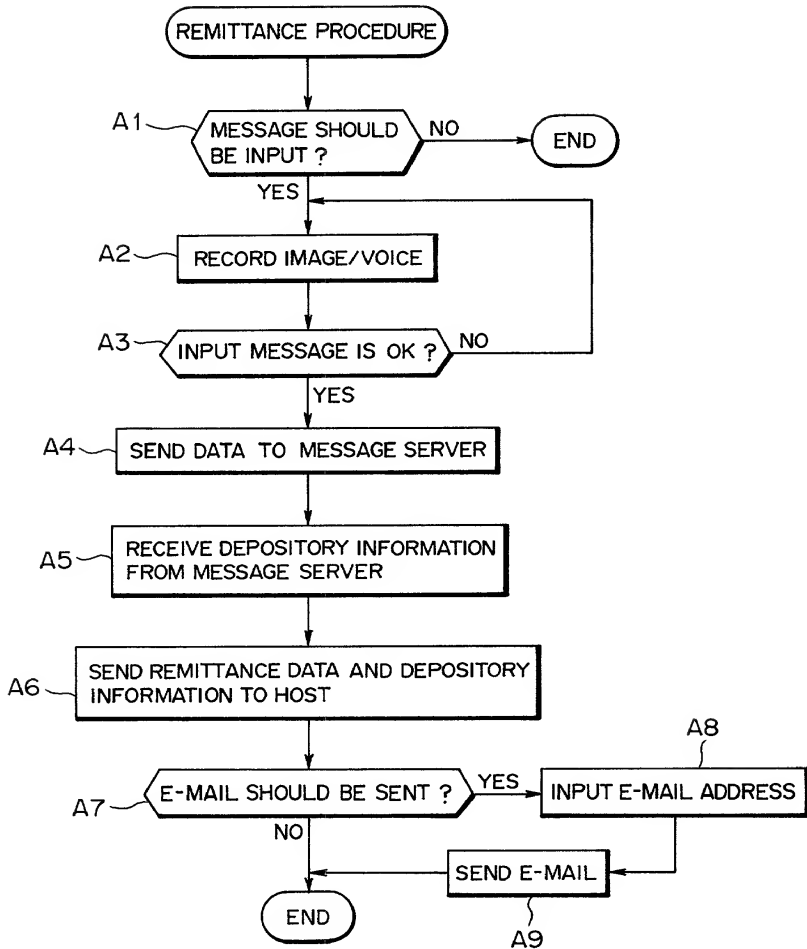 REMITTANCE PROCEDURE
A1
MESSAGE SHOULD
BE INPUT ?
NO
END
YES
A2
RECORD IMAGE/VOICE
A3
INPUT MESSAGE IS OK ?
NO
YES
A4
SEND DATA TO MESSAGE SERVER
A5
RECEIVE DEPOSITORY INFORMATION
FROM MESSAGE SERVER
A6
SEND REMITTANCE DATA AND DEPOSITORY
INFORMATION TO HOST
A7
E-MAIL SHOULD BE SENT ?
YES
A8
INPUT E-MAIL ADDRESS
NO
SEND E-MAIL
A9
END